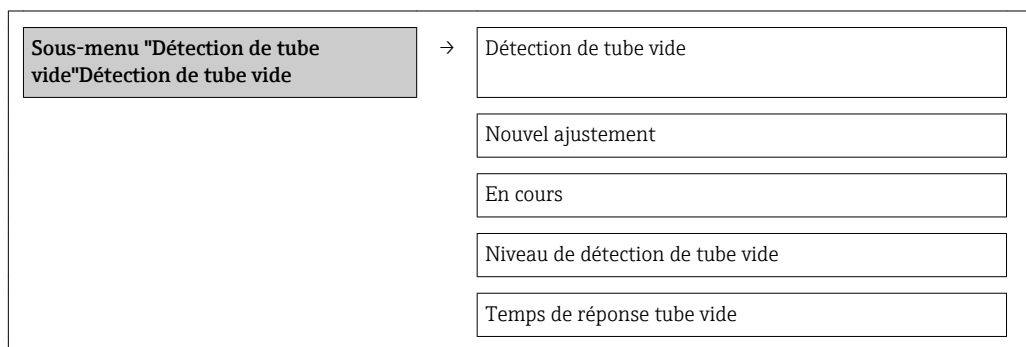 Sous-menu "Détection de tube
vide"Détection de tube vide
→
Détection de tube vide
Nouvel ajustement
En cours
Niveau de détection de tube vide
Temps de réponse tube vide